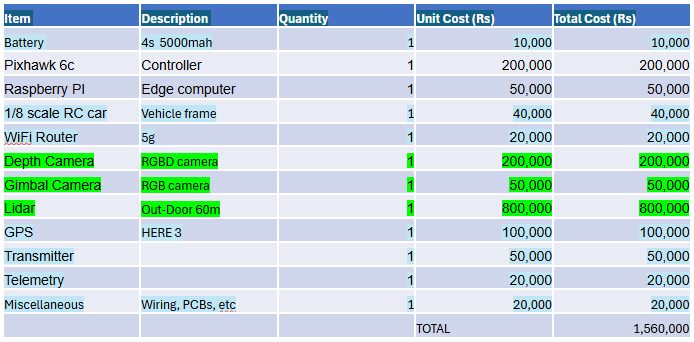 Item Description Quantity Unit Cost (Rs) Total Cost (Rs)
Battery 4s 5000mah 1 10,000 10,000
Pixhawk 6c Controller 1 200,000 200,000
Raspberry PI Edge computer 1 50,000 50,000
1/8 scale RC car Vehicle frame 1 40,000 40,000
WiFi Router 5g 1 20,000 20,000
Depth Camera RGBD camera 1 200,000 200,000
Gimbal Camera RGB camera 1 50,000 50,000
Lidar Out-Door 60m 1 800,000 800,000
GPS HERE 3 1 100,000 100,000
Transmitter 1 50,000 50,000
Telemetry 1 20,000 20,000
Miscellaneous Wiring, PCBs, etc 1 20,000 20,000
TOTAL 1,560,000